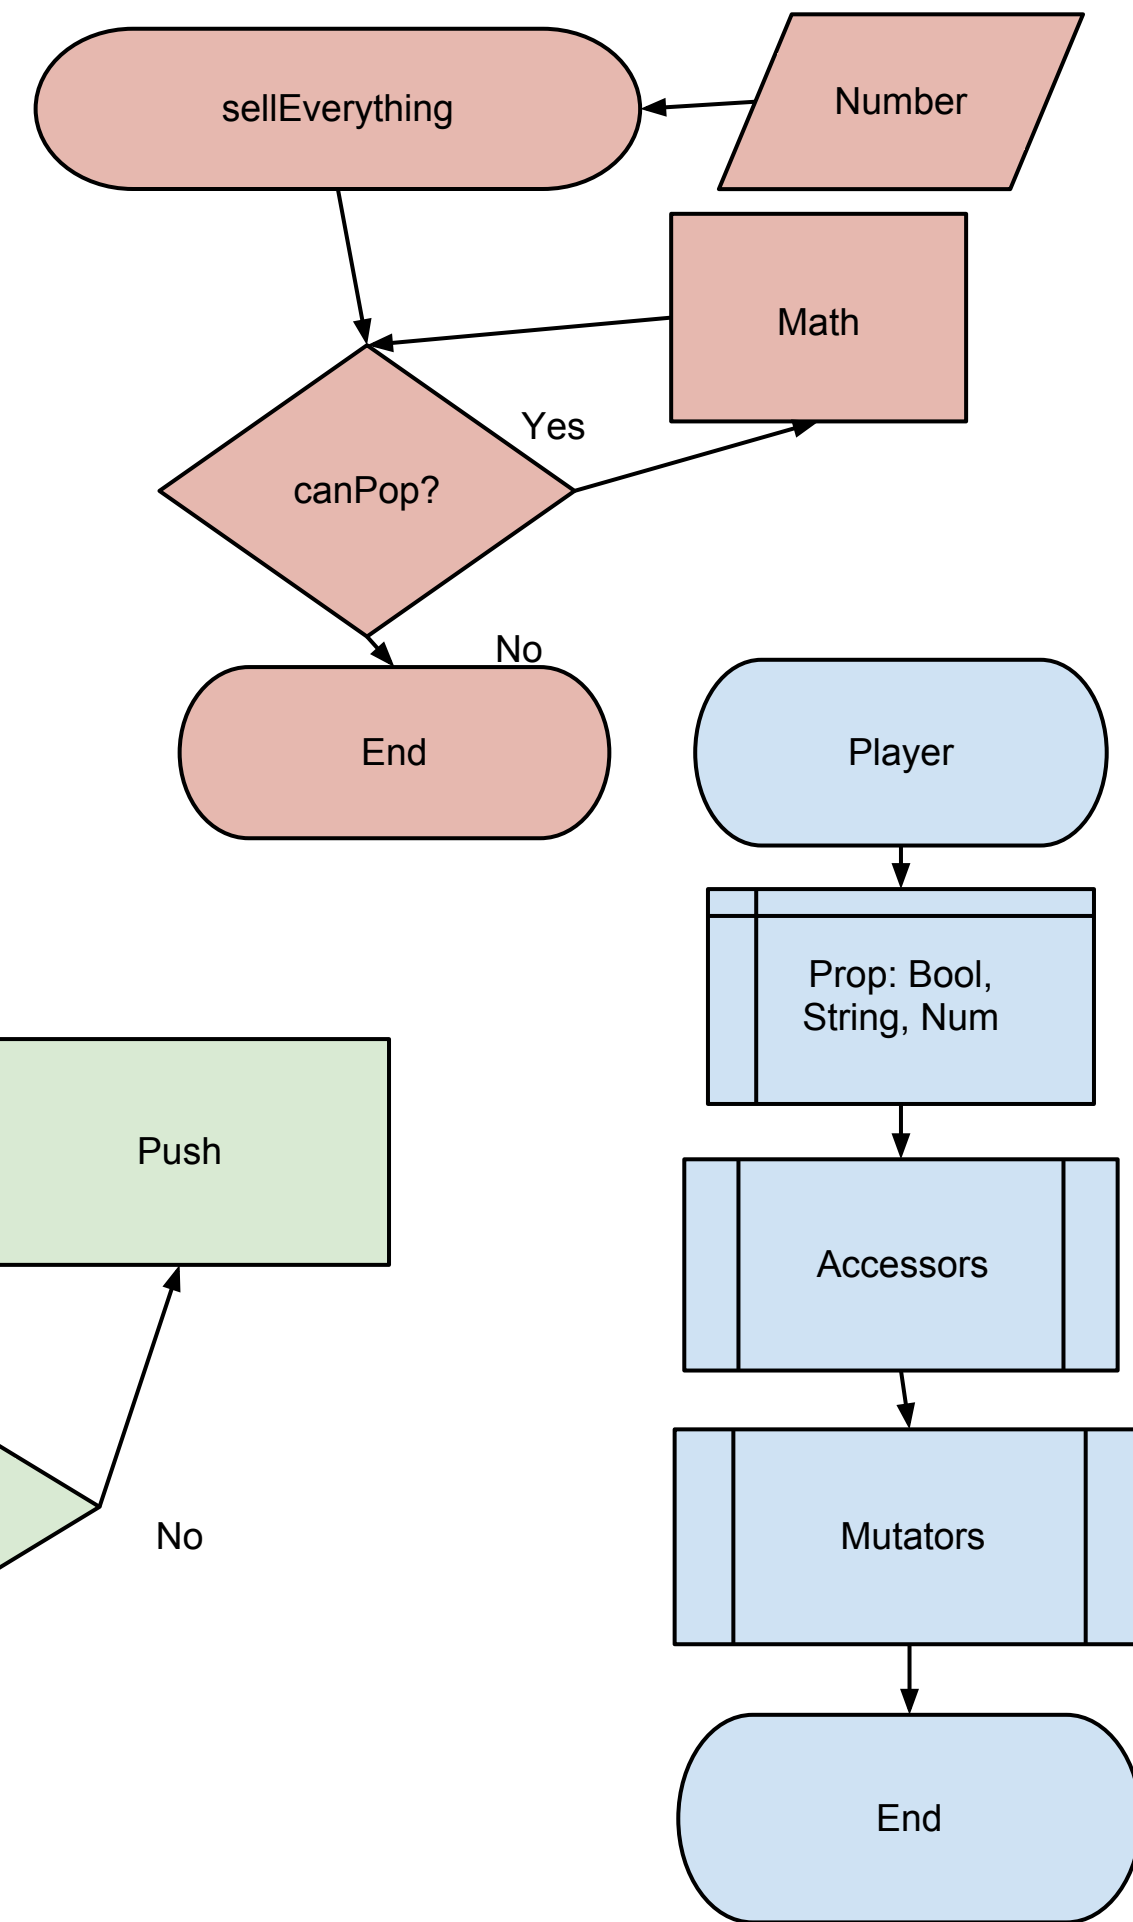 sellEverything
Number
Math
Yes
canPop?
No
End
Player
Prop: Bool,
String, Num
Push
Accessors
No
Mutators
End